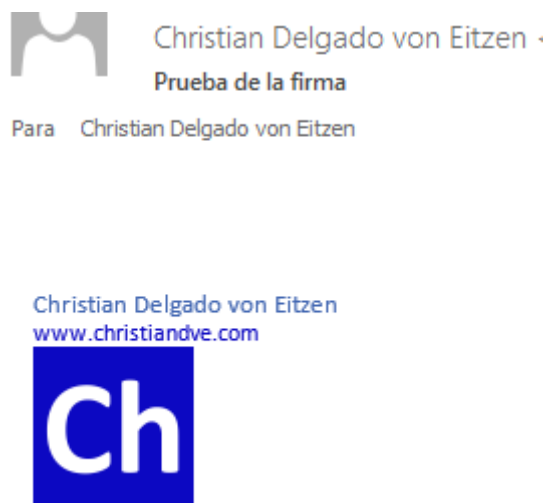 Christian Delgado von Eitzen
Prueba de la firma
Para Christian Delgado von Eitzen
Christian Delgado von Eitzen
www.christiandve.com
Ch